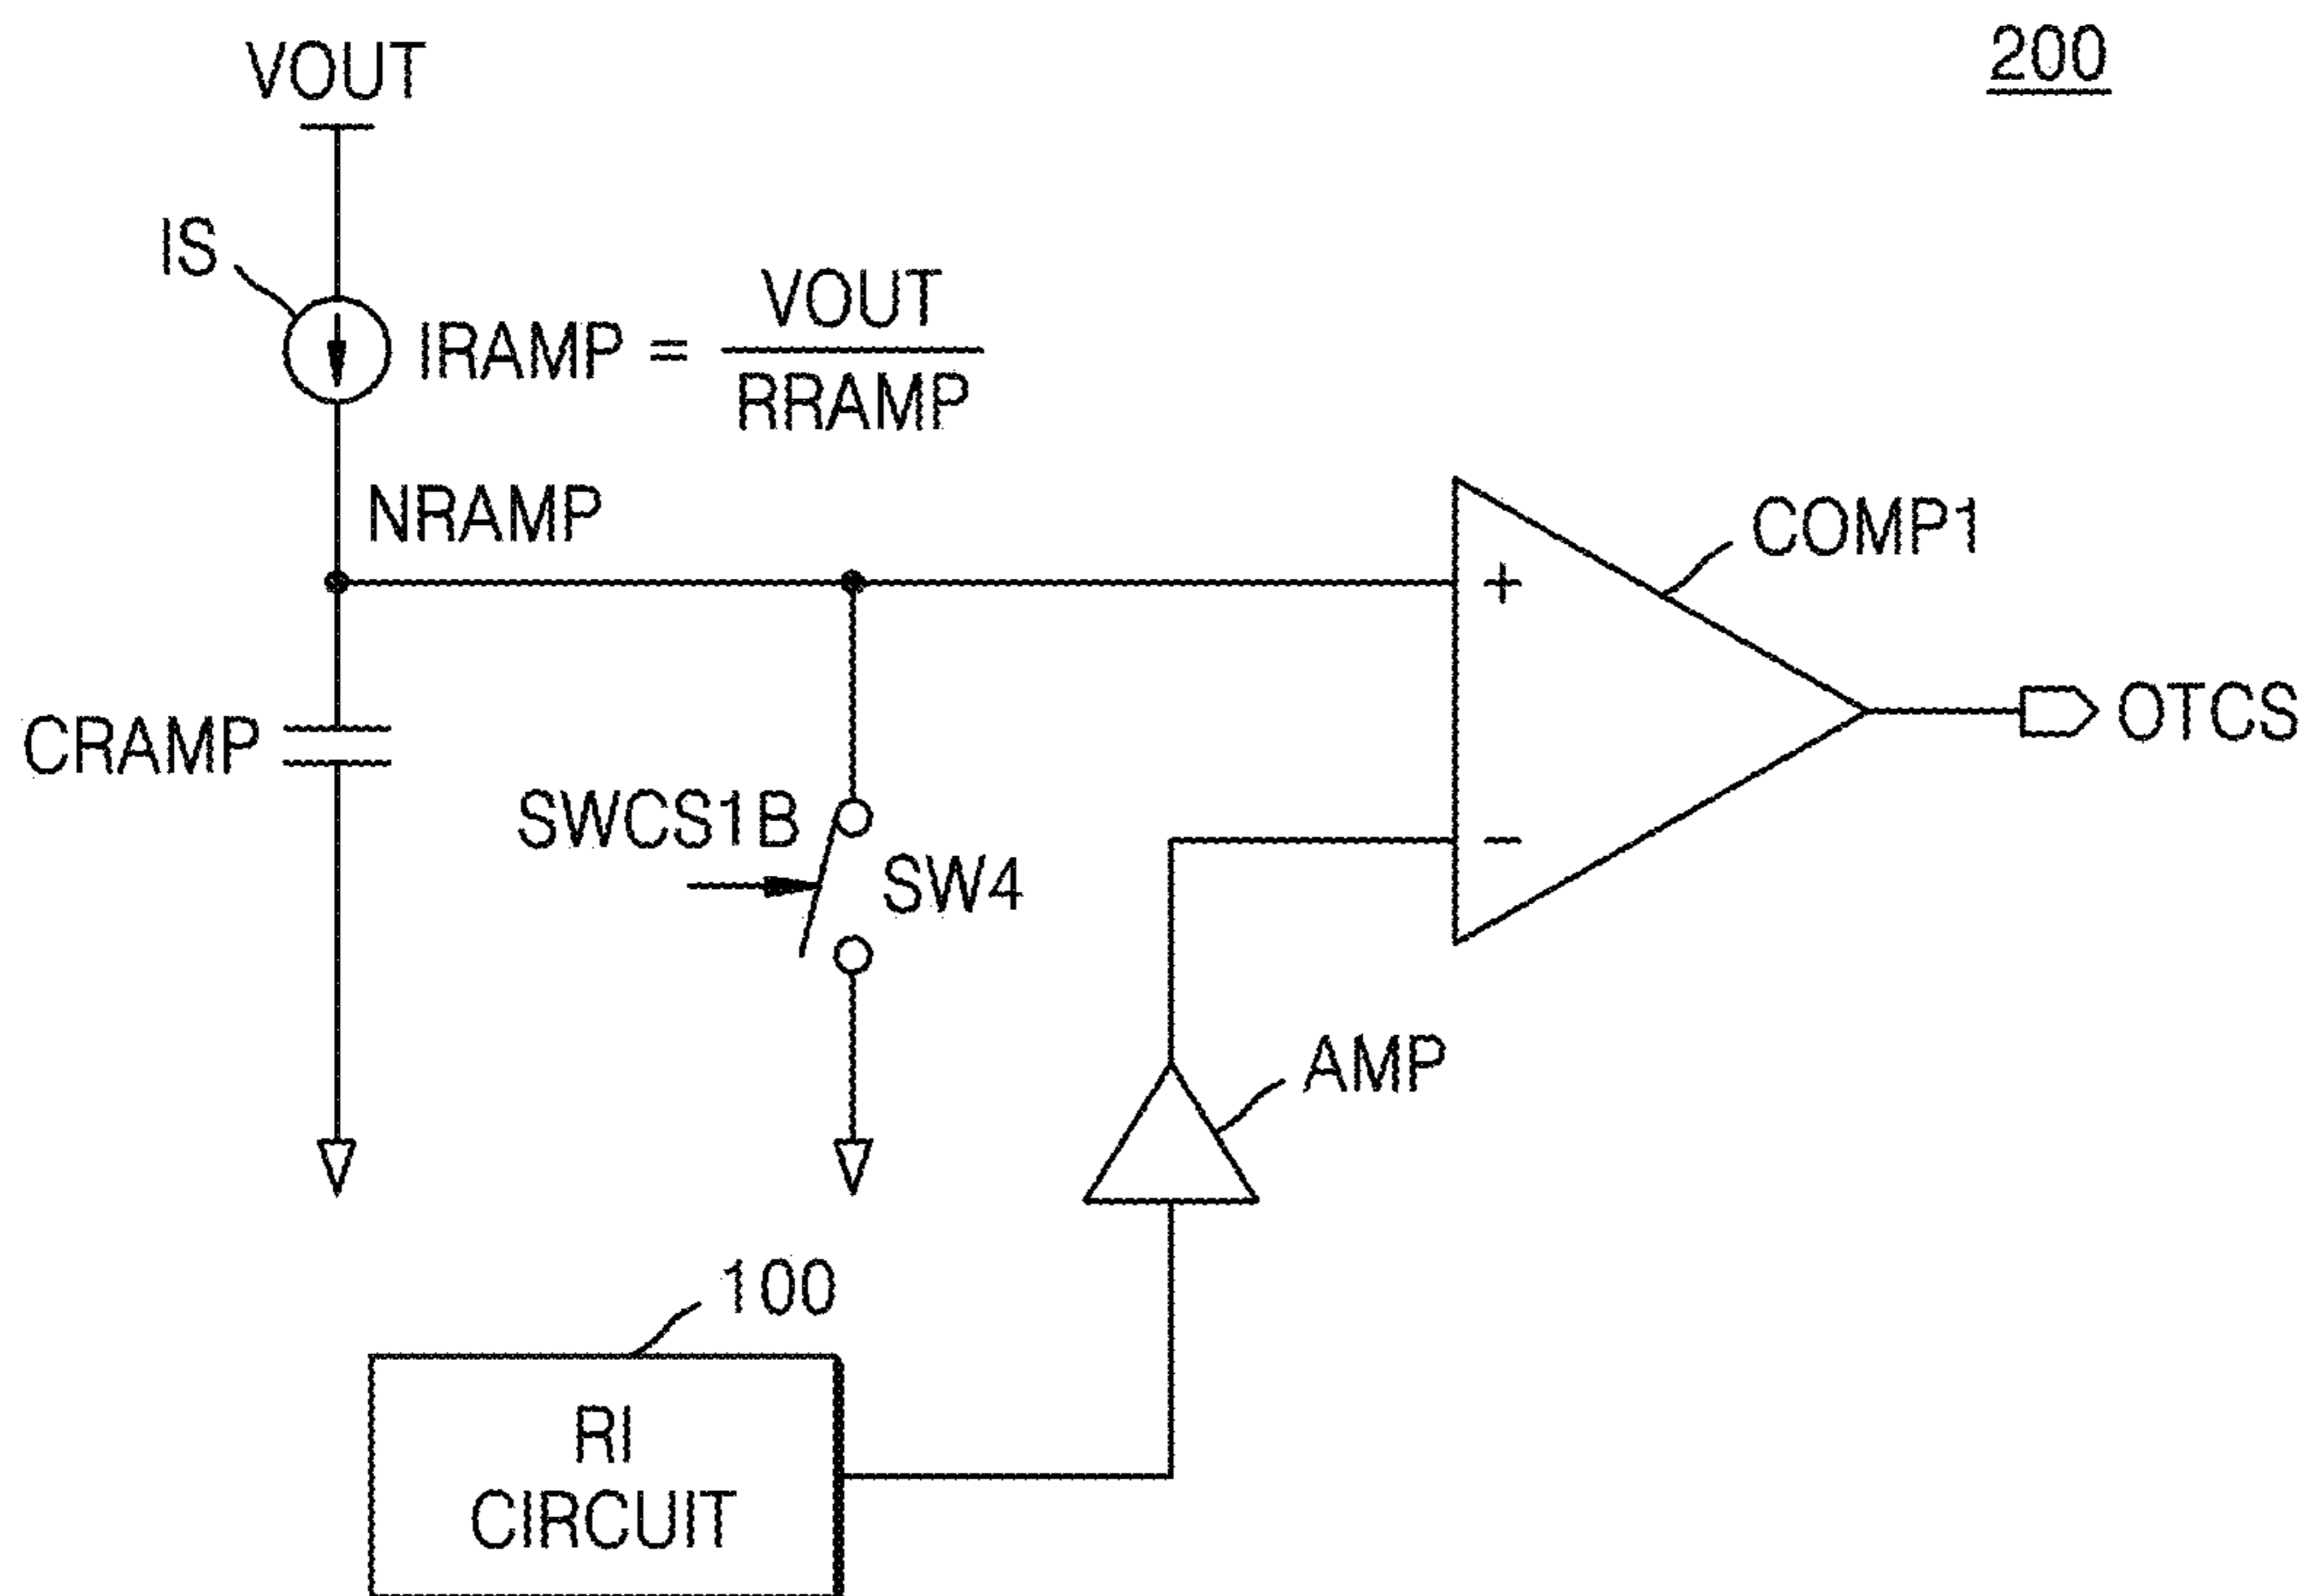 200
VOUT
IS
IRAMP = VOUT / RRAMP
NRAMP
COMP1
+
CRAMP
OTCS
SWCS1B
SW4
−
AMP
100
RI
CIRCUIT